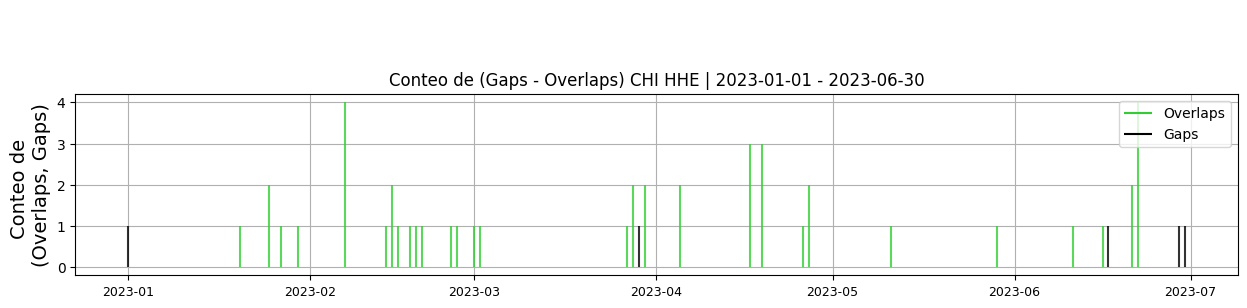 Conteo de (Gaps - Overlaps) CHI HHE | 2023-01-01 - 2023-06-30
Conteo de
(Overlaps, Gaps)
4
3
2
1
0
Overlaps
Gaps
2023-01
2023-02
2023-03
2023-04
2023-05
2023-06
2023-07